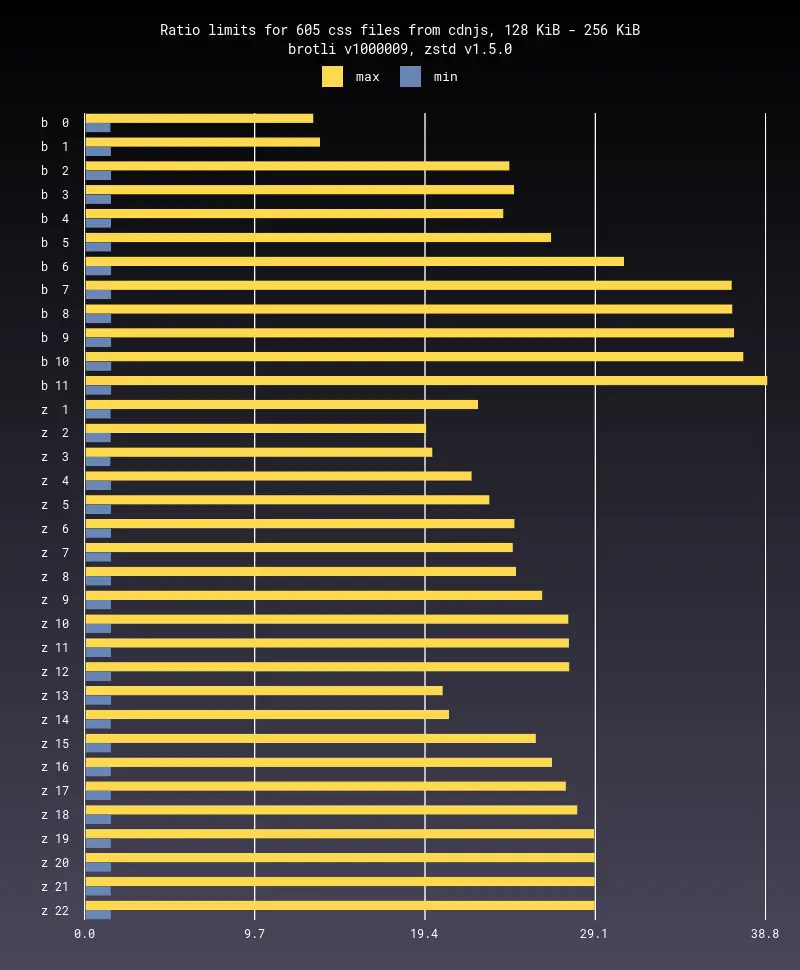 Ratio limits for 605 css files from cdnjs, 128 KiB - 256 KiB
brotli v1000009, zstd v1.5.0
max min
b 0
b 1
b 2
b 3
b 4
b 5
b 6
b 7
b 8
b 9
b 10
b 11
z 1
z 2
z 3
z 4
z 5
z 6
z 7
z 8
z 9
z 10
z 11
z 12
z 13
z 14
z 15
z 16
z 17
z 18
z 19
z 20
z 21
z 22
0.0 9.7 19.4 29.1 38.8